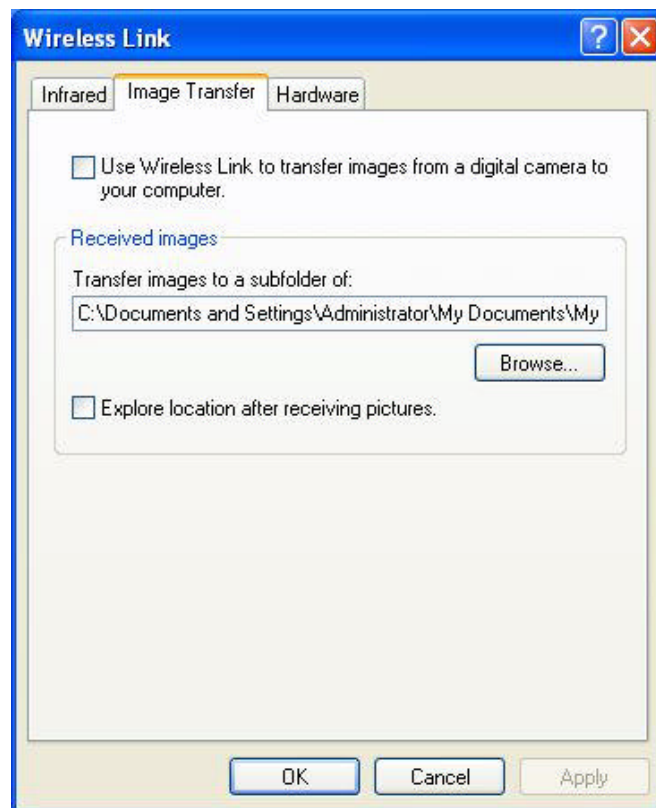 Wireless Link
Infrared Image Transfer Hardware
Use Wireless Link to transfer images from a digital camera to
your computer.
Received images
Transfer images to a subfolder of:
C:\Documents and Settings\Administrator\My Documents\My
Browse...
Explore location after receiving pictures.
OK Cancel Apply